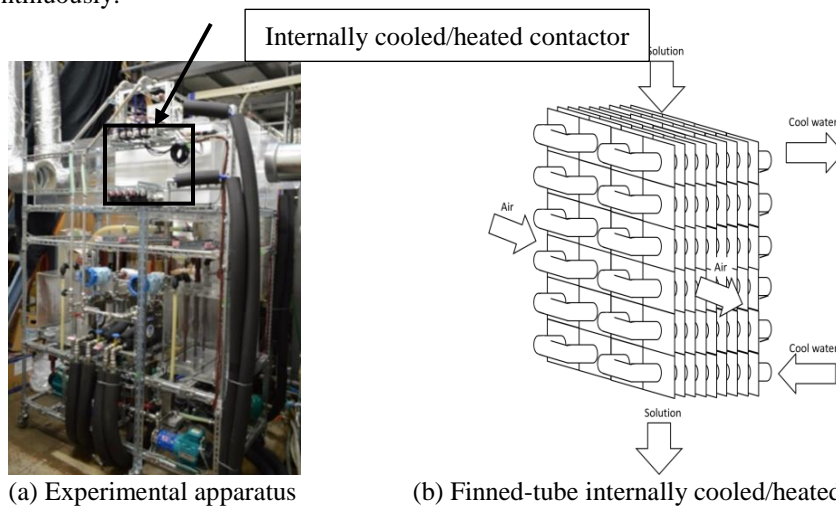 Internally cooled/heated contactor
Solution
Cool water
Air
Air
Cool water
Solution
(a) Experimental apparatus
(b) Finned-tube internally cooled/heated